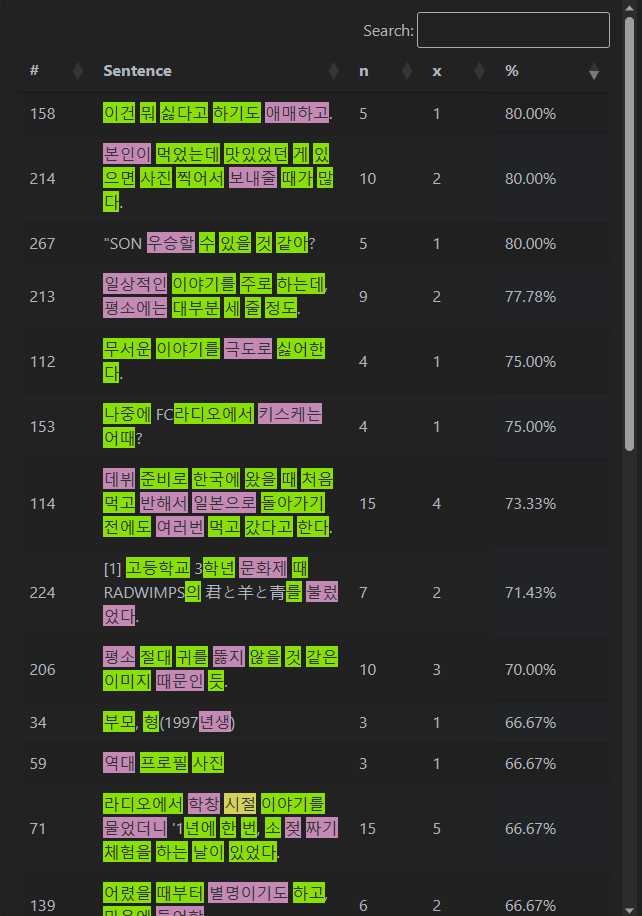 Search:
# Sentence n x %
158 이건 뭐 싫다고 하기도 애매하고. 5 1 80.00%
본인이 먹었는데 맛있었던 게 있
214 으면 사진 찍어서 보내줄 때가 많 10 2 80.00%
다.
267 "SON 우승할 수 있을 것 같아? 5 1 80.00%
일상적인 이야기를 주로 하는데,
213 9 2 77.78%
평소에는 대부분 세 줄 정도.
무서운 이야기를 극도로 싫어한
112 4 1 75.00%
다.
나중에 FC라디오에서 키스케는
153 4 1 75.00%
어때?
데뷔 준비로 한국에 왔을 때 처음
114 먹고 반해서 일본으로 돌아가기 15 4 73.33%
전에도 여러번 먹고 갔다고 한다.
[1] 고등학교 3학년 문화제 때
224 RADWIMPS의 君と羊と青를 불렀 7 2 71.43%
었다.
평소 절대 귀를 뚫지 않을 것 같은
206 10 3 70.00%
이미지 때문인 듯.
34 부모, 형(1997년생) 3 1 66.67%
59 역대 프로필 사진 3 1 66.67%
라디오에서 학창 시절 이야기를
71 물었더니 '1년에 한 번, 소 젖 짜기 15 5 66.67%
체험을 하는 날이 있었다.
어렸을 때부터 별명이기도 하고,
139 6 2 66.67%